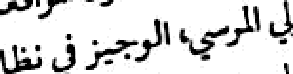 لي المرسي، الوجيز في نظا